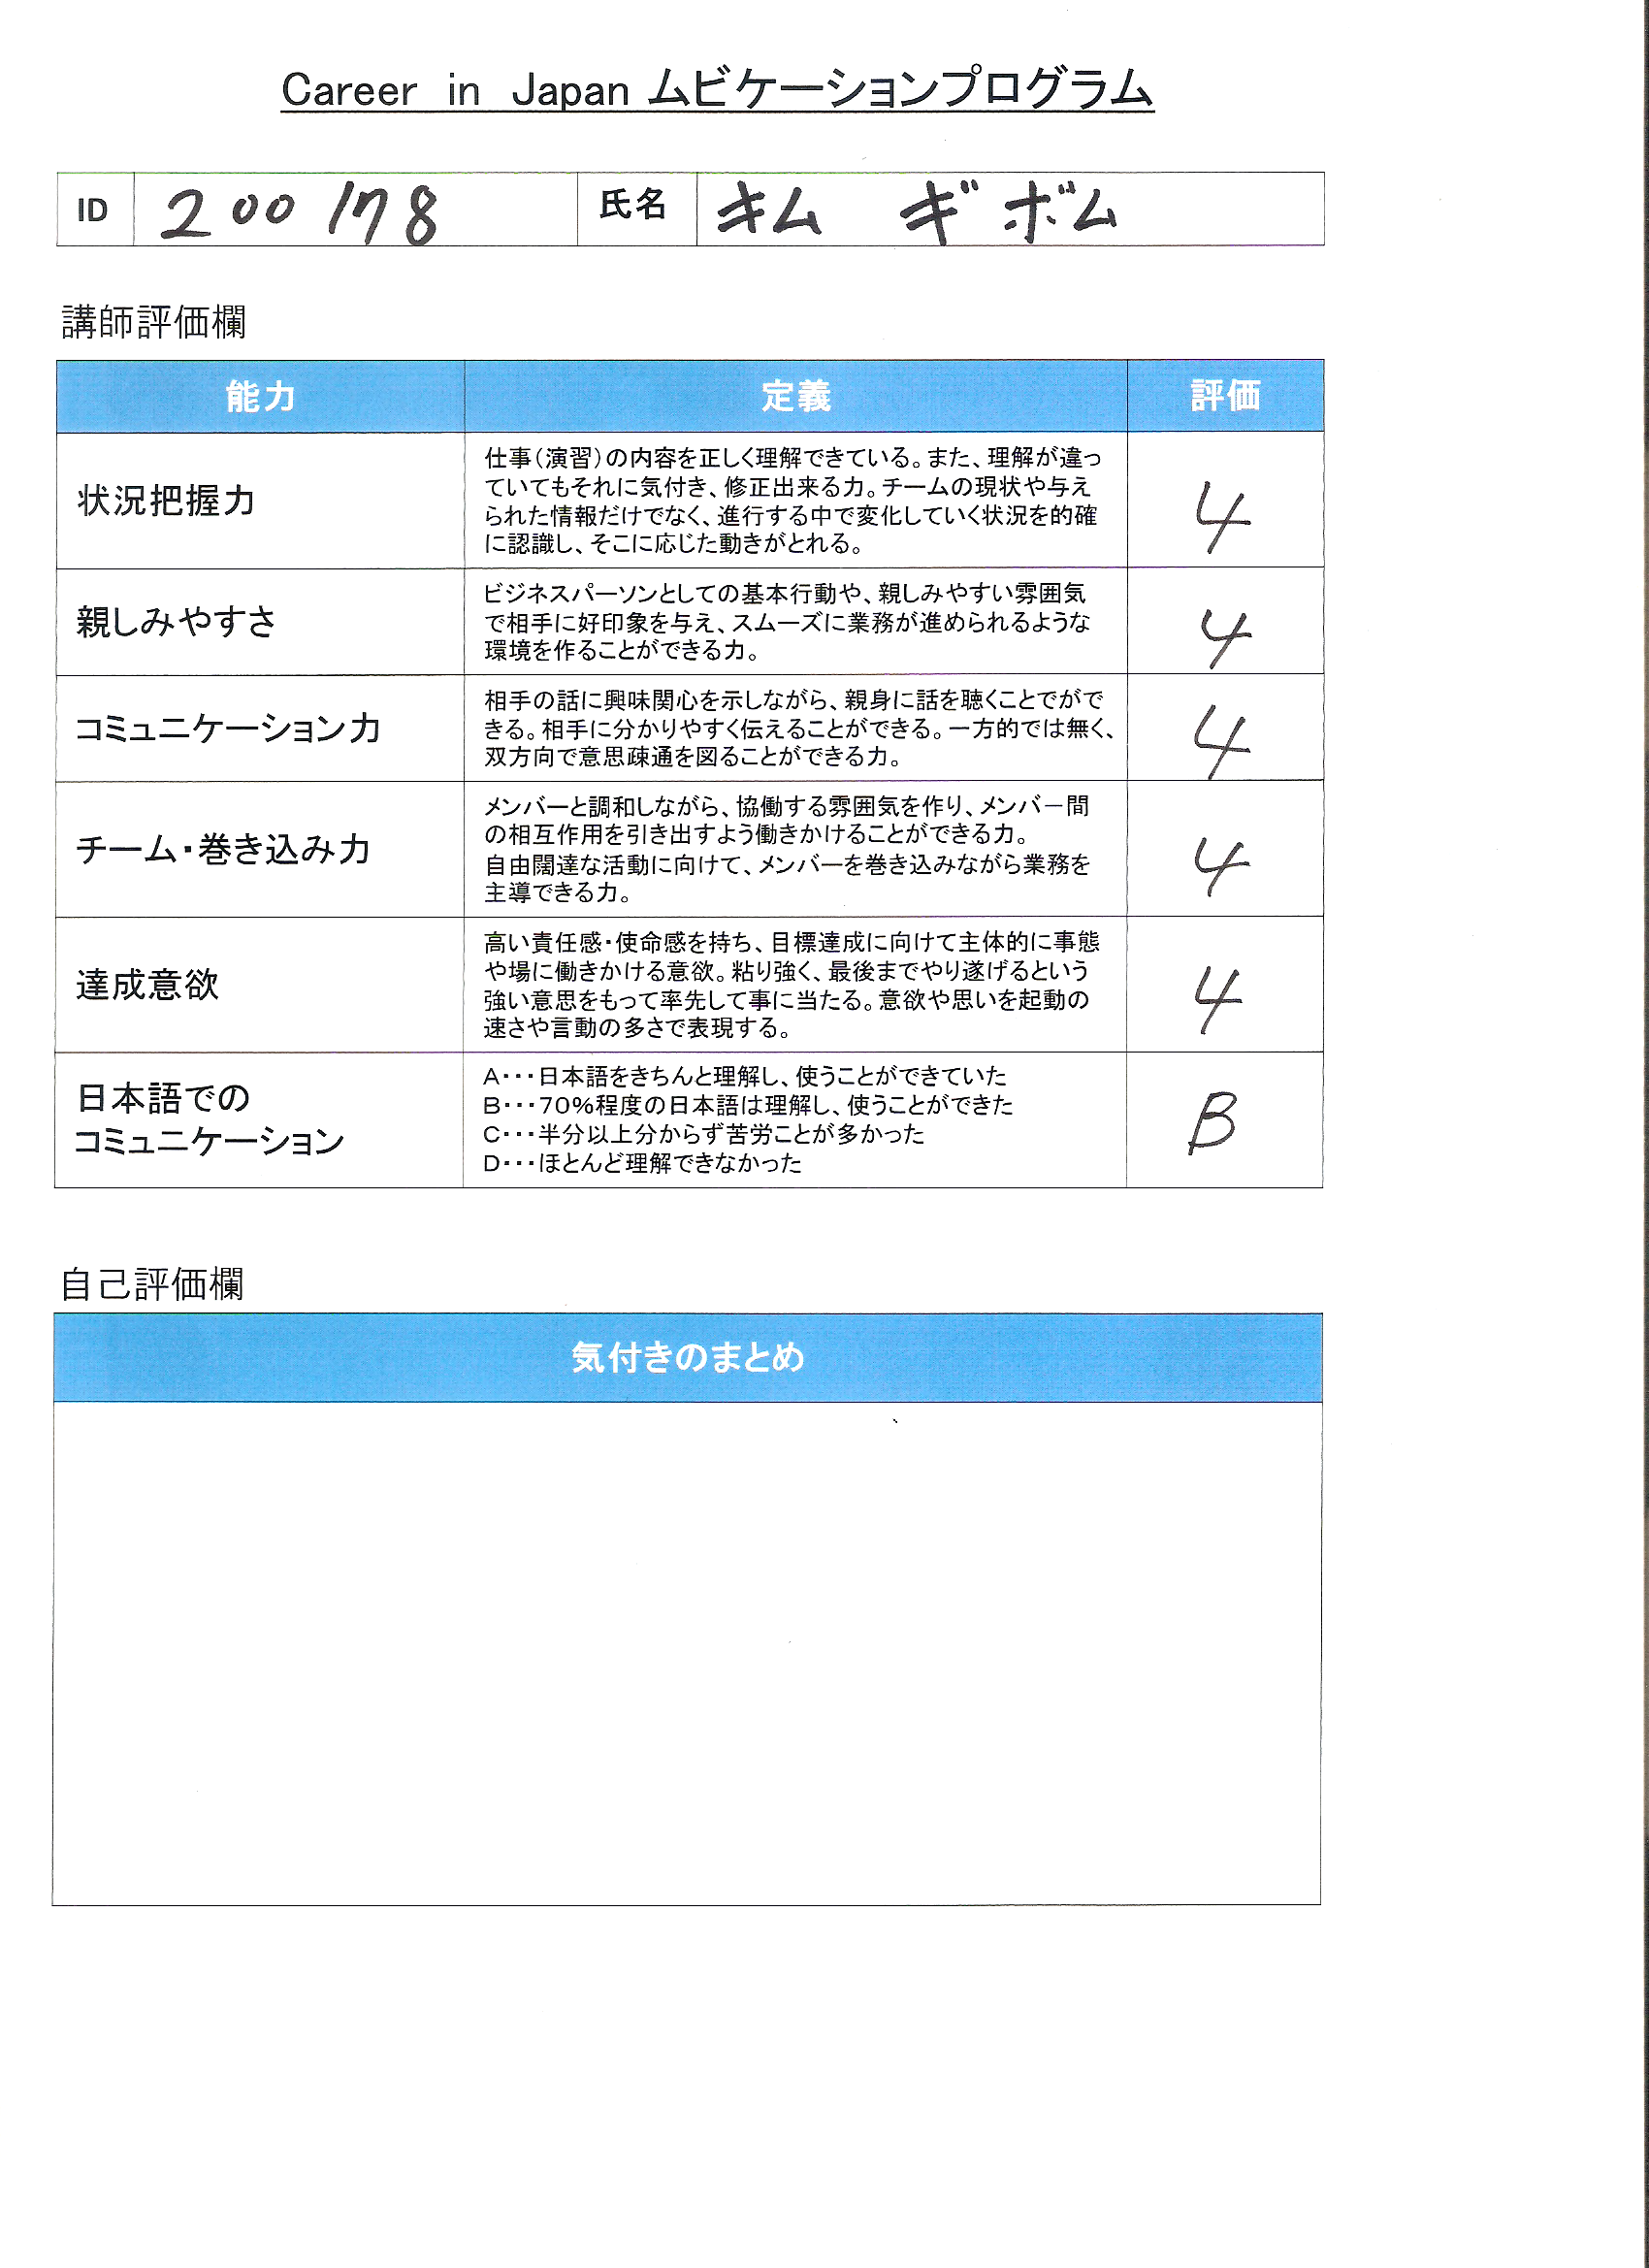 Career in Japan ムビケーションプログラム
ID 200178 氏名 キム ギボム
講師評価欄
能力 定義 評価
状況把握力
仕事(演習)の内容を正しく理解できている。また、理解が違っ
ていてもそれに気付き、修正出来る力。チームの現状や与え
られた情報だけでなく、進行する中で変化していく状況を的確
に認識し、そこに応じた動きがとれる。
4
親しみやすさ
ビジネスパーソンとしての基本行動や、親しみやすい雰囲気
で相手に好印象を与え、スムーズに業務が進められるような
環境を作ることができる力。
4
コミュニケーション力
相手の話に興味関心を示しながら、親身に話を聴くことでがで
きる。相手に分かりやすく伝えることができる。一方的では無く、
双方向で意思疎通を図ることができる力。
4
チーム・巻き込み力
メンバーと調和しながら、協働する雰囲気を作り、メンバー間
の相互作用を引き出すよう働きかけることができる力。
自由闊達な活動に向けて、メンバーを巻き込みながら業務を
主導できる力。
4
達成意欲
高い責任感・使命感を持ち、目標達成に向けて主体的に事態
や場に働きかける意欲。粘り強く、最後までやり遂げるという
強い意思をもって率先して事に当たる。意欲や思いを起動の
速さや言動の多さで表現する。
4
日本語での
コミュニケーション
A・・・日本語をきちんと理解し、使うことができていた
B・・・70%程度の日本語は理解し、使うことができた
C・・・半分以上分からず苦労ことが多かった
D・・・ほとんど理解できなかった
B
自己評価欄
気付きのまとめ